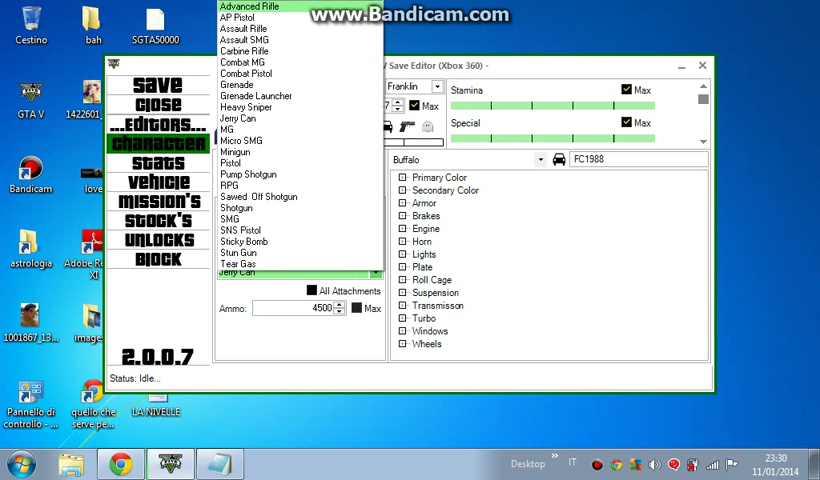 www.Bandicam.com
Cestino
bah
SGTA50000
GTA V
1422601_
Bandicam
love
astrologia
Adobe Re
XI
1001867_13...
image
Pannello di
controllo - ...
quello che
serve pe...
LA NIVELLE
V Save Editor (Xbox 360) -
Save
Close
...Editors...
Character
Stats
Vehicle
Mission's
Stock's
Unlocks
Block
2.0.0.7
Status: Idle...
Advanced Rifle
AP Pistol
Assault Rifle
Assault SMG
Carbine Rifle
Combat MG
Combat Pistol
Grenade
Grenade Launcher
Heavy Sniper
Jerry Can
MG
Micro SMG
Minigun
Pistol
Pump Shotgun
RPG
Sawed Off Shotgun
Shotgun
SMG
SNS Pistol
Sticky Bomb
Stun Gun
Tear Gas
Jerry Can
All Attachments
Ammo:
4500
Max
Franklin
7
Max
Stamina
Max
Special
Max
Buffalo
FC1988
Primary Color
Secondary Color
Armor
Brakes
Engine
Horn
Lights
Plate
Roll Cage
Suspension
Transmisson
Turbo
Windows
Wheels
Desktop
»
IT
23:30
11/01/2014